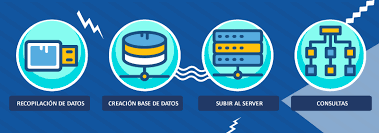 RECOPILACIÓN DE DATOS
CREACIÓN BASE DE DATOS
SUBIR AL SERVER
CONSULTAS